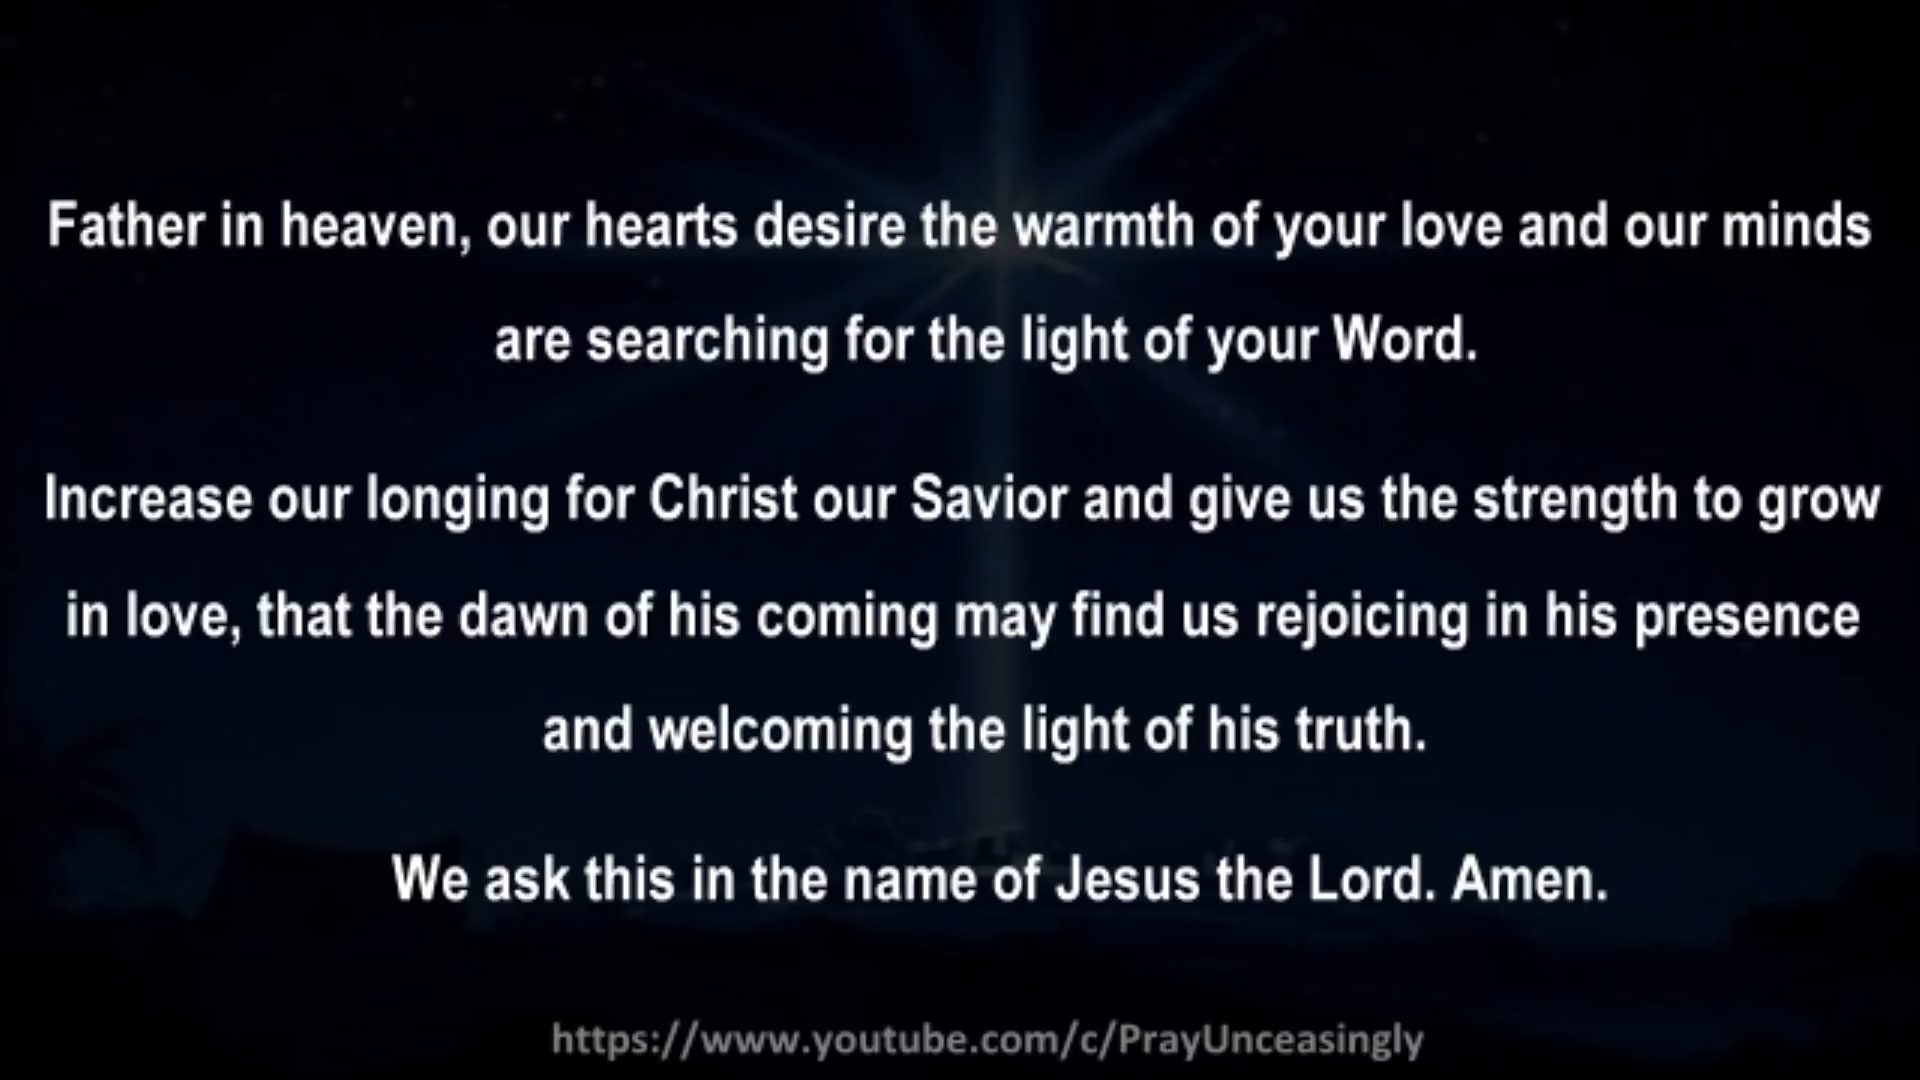 Father in heaven, our hearts desire the warmth of your love and our minds
are searching for the light of your Word.
Increase our longing for Christ our Savior and give us the strength to grow
in love, that the dawn of his coming may find us rejoicing in his presence
and welcoming the light of his truth.
We ask this in the name of Jesus the Lord. Amen.
https://www.youtube.com/c/PrayUnceasingly